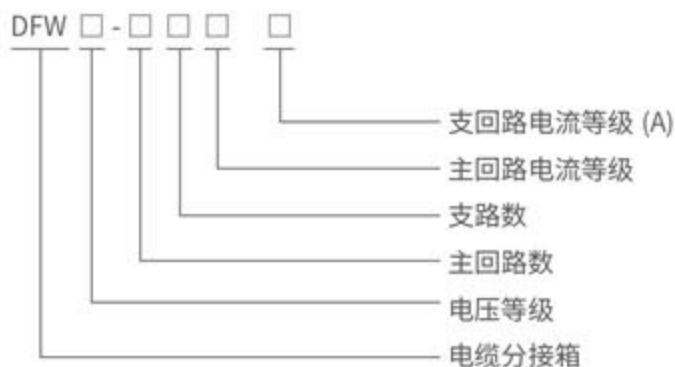 DFW □ - □ □ □ □
支回路电流等级 (A)
主回路电流等级
支路数
主回路数
电压等级
电缆分接箱